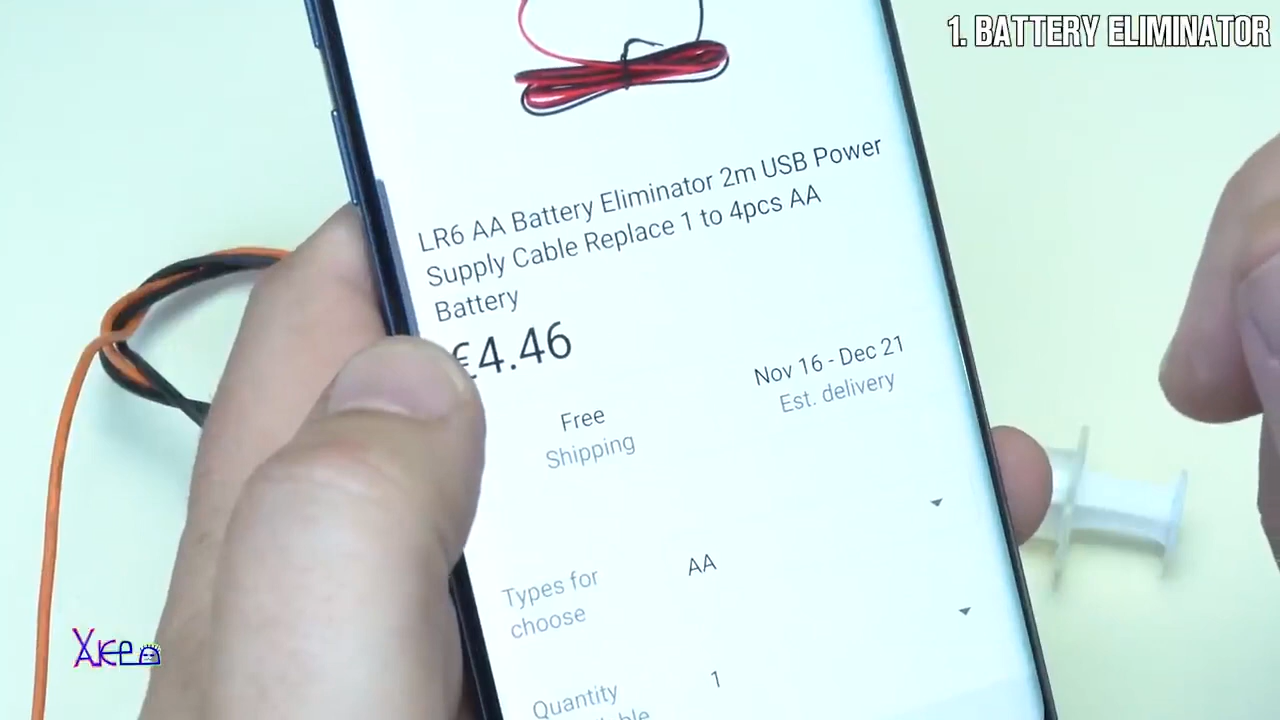 1. BATTERY ELIMINATOR
LR6 AA Battery Eliminator 2m USB Power
Supply Cable Replace 1 to 4pcs AA
Battery
€4.46
Free
Shipping
Nov 16 - Dec 21
Est. delivery
Types for
choose
AA
Quantity
1